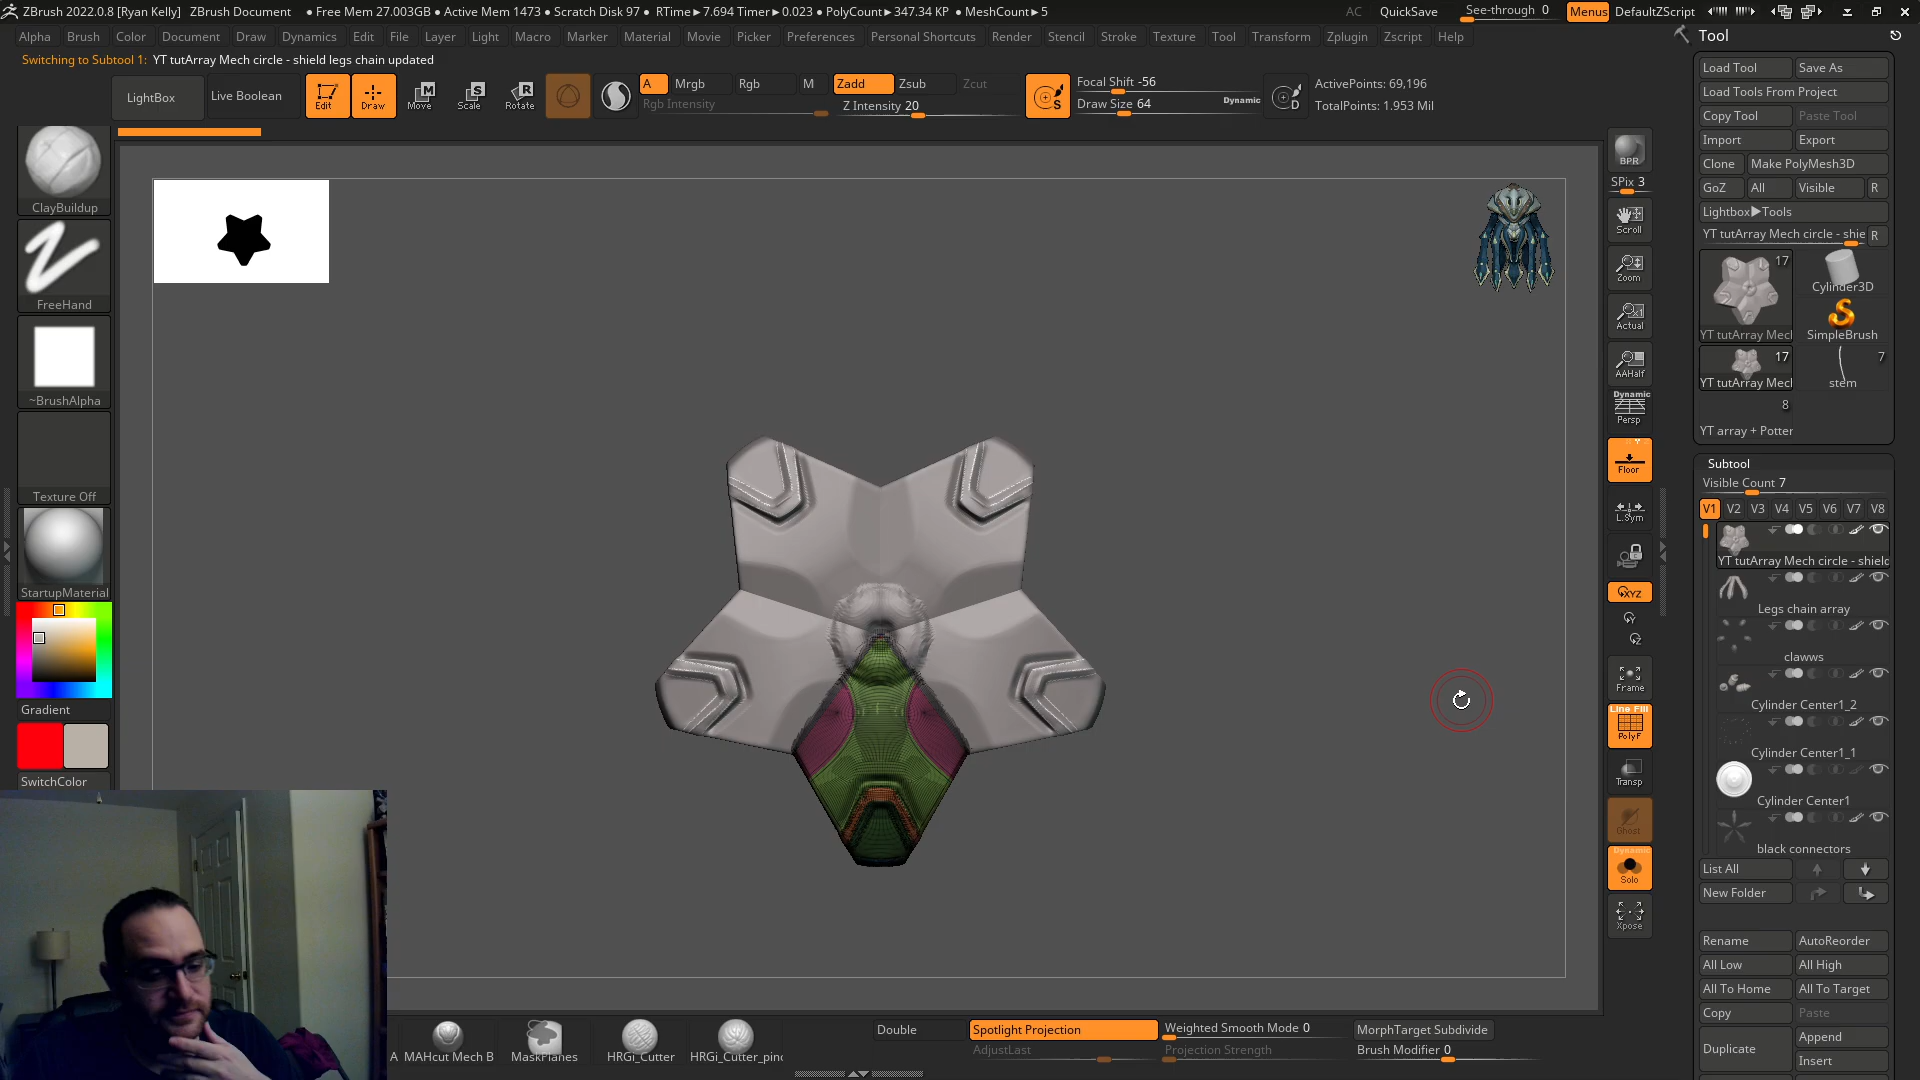 ZBrush 2022.0.8 [Ryan Kelly] ZBrush Document ● Free Mem 27.003GB ● Active Mem 1473 ● Scratch Disk 97 ● RTime►7.694 Timer►0.023 ● PolyCount►347.34 KP ● MeshCount►5 AC QuickSave See-through 0 Menus DefaultZScript
Alpha Brush Color Document Draw Dynamics Edit File Layer Light Macro Marker Material Movie Picker Preferences Personal Shortcuts Render Stencil Stroke Texture Tool Transform Zplugin Zscript Help
Switching to Subtool 1: YT tutArray Mech circle - shield legs chain updated
LightBox
Live Boolean
Edit Draw Move Scale Rotate
A Mrgb Rgb M Zadd Zsub Zcut
Rgb Intensity Z Intensity 20
Focal Shift -56
Draw Size 64 Dynamic
ActivePoints: 69,196
TotalPoints: 1.953 Mil
ClayBuildup
FreeHand
~BrushAlpha
Texture Off
StartupMaterial
Gradient
SwitchColor
BPR
SPix 3
Scroll
Zoom
Actual
AAHalf
Dynamic
Persp
Floor
L.Sym
XYZ
Frame
Line Fill
PolyF
Transp
Ghost
Dynamic
Solo
Xpose
Tool
Load Tool Save As
Load Tools From Project
Copy Tool Paste Tool
Import Export
Clone Make PolyMesh3D
GoZ All Visible R
Lightbox►Tools
YT tutArray Mech circle - shie R
17
Cylinder3D
YT tutArray Mecl SimpleBrush
17 7
YT tutArray Mecl stem
8
YT array + Potter
Subtool
Visible Count 7
V1 V2 V3 V4 V5 V6 V7 V8
YT tutArray Mech circle - shield
Legs chain array
clawws
Cylinder Center1_2
Cylinder Center1_1
Cylinder Center1
black connectors
List All
New Folder
Rename AutoReorder
All Low All High
All To Home All To Target
Copy Paste
Duplicate Append
Insert
A MAHcut Mech B MaskPlanes HRGi_Cutter HRGi_Cutter_pinc
Double Spotlight Projection Weighted Smooth Mode 0 MorphTarget Subdivide
AdjustLast Projection Strength Brush Modifier 0